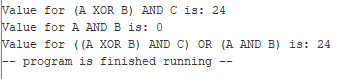 Value for (A XOR B) AND C is: 24
Value for A AND B is: 0
Value for ((A XOR B) AND C) OR (A AND B) is: 24
-- program is finished running --